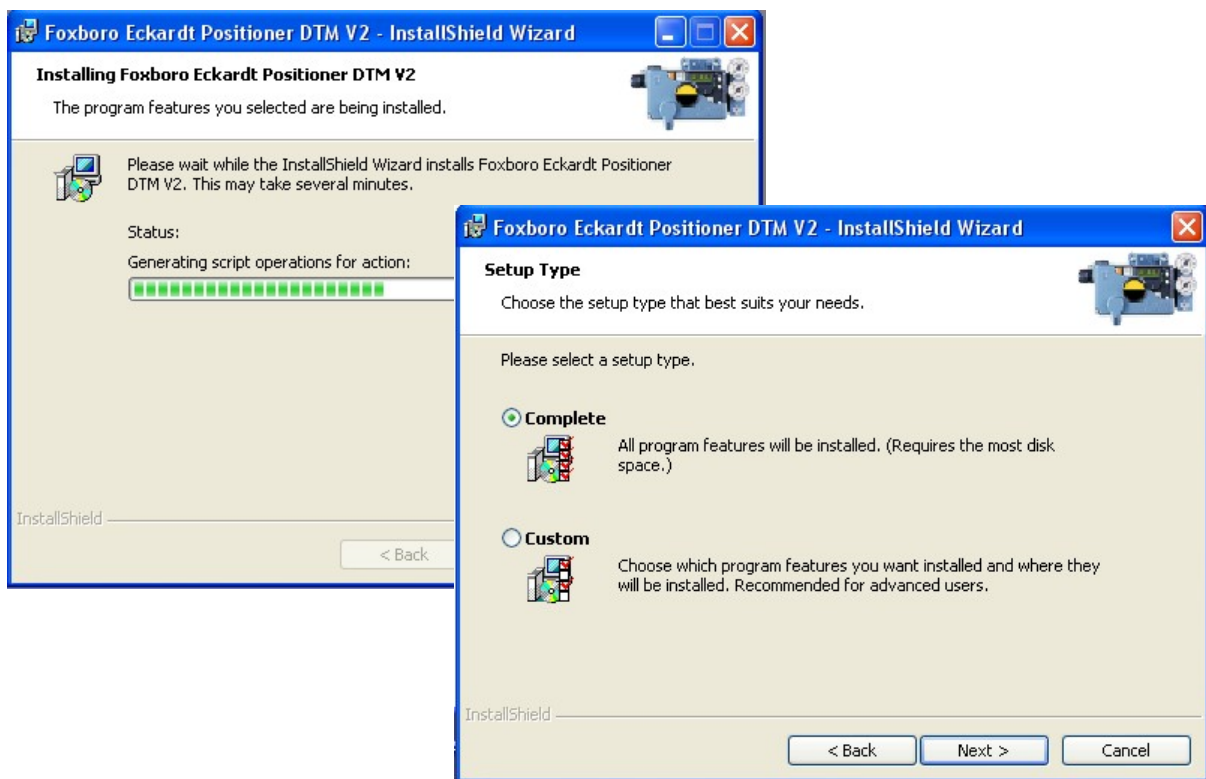 Foxboro Eckardt Positioner DTM V2 - InstallShield Wizard
Installing Foxboro Eckardt Positioner DTM V2
The program features you selected are being installed.
Please wait while the InstallShield Wizard installs Foxboro Eckardt Positioner
DTM V2. This may take several minutes.
Status:
Generating script operations for action:
InstallShield
< Back
Foxboro Eckardt Positioner DTM V2 - InstallShield Wizard
Setup Type
Choose the setup type that best suits your needs.
Please select a setup type.
Complete
All program features will be installed. (Requires the most disk
space.)
Custom
Choose which program features you want installed and where they
will be installed. Recommended for advanced users.
InstallShield
< Back Next > Cancel